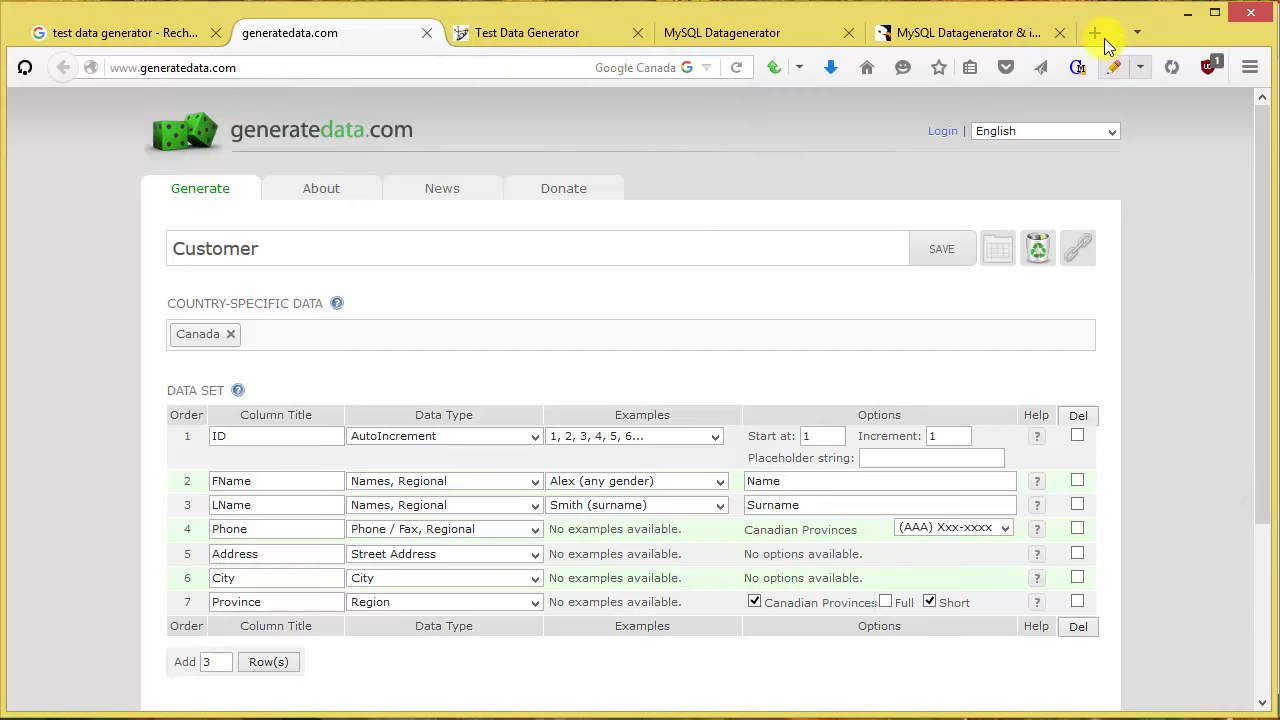 test data generator - Rech...
generatedata.com
Test Data Generator
MySQL Datagenerator
MySQL Datagenerator & i...
www.generatedata.com
Google Canada
1
generatedata.com
Login | English
Generate
About
News
Donate
Customer
SAVE
COUNTRY-SPECIFIC DATA ?
Canada
DATA SET ?
Order Column Title Data Type Examples Options Help Del
1 ID AutoIncrement 1, 2, 3, 4, 5, 6... Start at: 1 Increment: 1 ?
Placeholder string:
2 FName Names, Regional Alex (any gender) Name ?
3 LName Names, Regional Smith (surname) Surname ?
4 Phone Phone / Fax, Regional No examples available. Canadian Provinces (AAA) Xxx-xxxx ?
5 Address Street Address No examples available. No options available. ?
6 City City No examples available. No options available. ?
7 Province Region No examples available. Canadian Provinces Full Short ?
Order Column Title Data Type Examples Options Help Del
Add 3 Row(s)